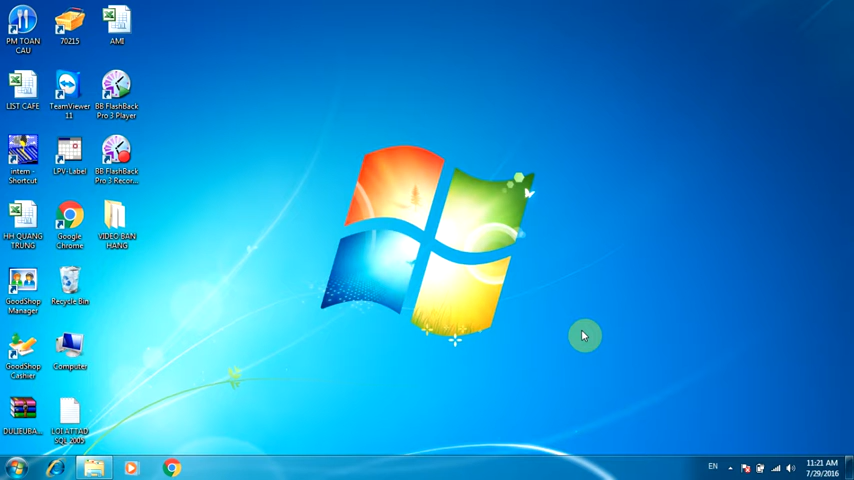 PM TOAN
CAU
70215
AMI
LIST CAFE
TeamViewer
11
BB FlashBack
Pro 3 Player
intem -
Shortcut
LPV-Label
BB FlashBack
Pro 3 Recor...
HH QUANG
TRUNG
Google
Chrome
VIDEO BAN
HANG
GoodShop
Manager
Recycle Bin
GoodShop
Cashier
Computer
DULIEUBA...
LOI ATTAD
SQL 2005
EN
11:21 AM
7/29/2016